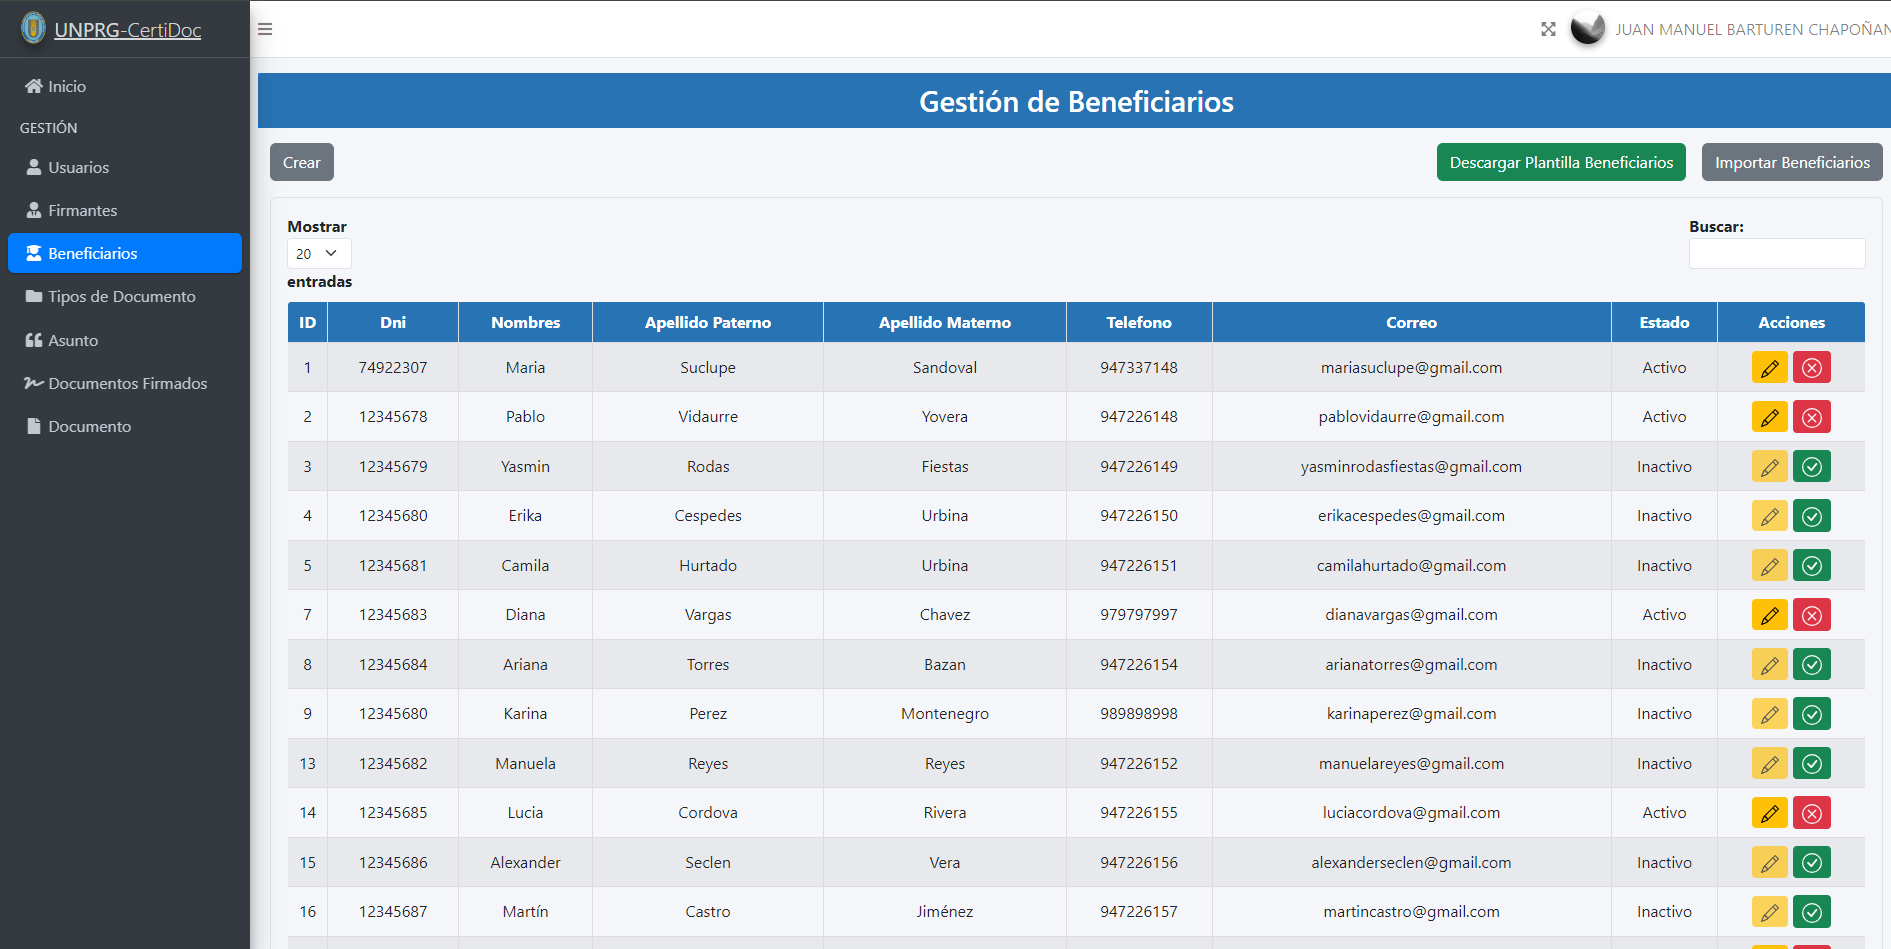 UNPRG-CertiDoc
JUAN MANUEL BARTUREN CHAPOÑAN
Inicio
GESTIÓN
Usuarios
Firmantes
Beneficiarios
Tipos de Documento
Asunto
Documentos Firmados
Documento
Gestión de Beneficiarios
Crear
Descargar Plantilla Beneficiarios
Importar Beneficiarios
Mostrar
20
entradas
Buscar:
ID Dni Nombres Apellido Paterno Apellido Materno Telefono Correo Estado Acciones
1 74922307 Maria Suclupe Sandoval 947337148 mariasuclupe@gmail.com Activo
2 12345678 Pablo Vidaurre Yovera 947226148 pablovidaurre@gmail.com Activo
3 12345679 Yasmin Rodas Fiestas 947226149 yasminrodasfiestas@gmail.com Inactivo
4 12345680 Erika Cespedes Urbina 947226150 erikacespedes@gmail.com Inactivo
5 12345681 Camila Hurtado Urbina 947226151 camilahurtado@gmail.com Inactivo
7 12345683 Diana Vargas Chavez 979797997 dianavargas@gmail.com Activo
8 12345684 Ariana Torres Bazan 947226154 arianatorres@gmail.com Inactivo
9 12345680 Karina Perez Montenegro 989898998 karinaperez@gmail.com Inactivo
13 12345682 Manuela Reyes Reyes 947226152 manuelareyes@gmail.com Inactivo
14 12345685 Lucia Cordova Rivera 947226155 luciacordova@gmail.com Activo
15 12345686 Alexander Seclen Vera 947226156 alexanderseclen@gmail.com Inactivo
16 12345687 Martín Castro Jiménez 947226157 martincastro@gmail.com Inactivo